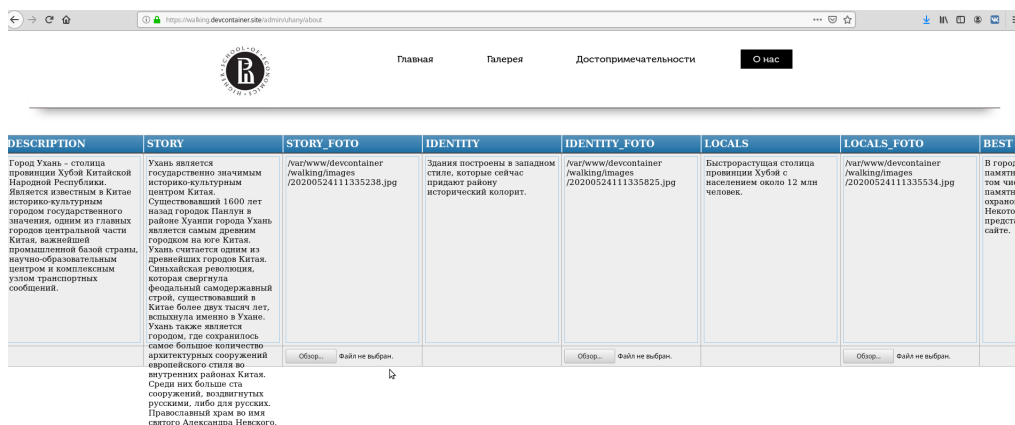 https://walking.devcontainer.site/admin/uhany/about
SCHOOL OF ECONOMICS HIGHER
Главная Галерея Достопримечательности О нас
DESCRIPTION STORY STORY_FOTO IDENTITY IDENTITY_FOTO LOCALS LOCALS_FOTO BEST
Город Ухань – столица
провинции Хубэй Китайской
Народной Республики.
Является известным в Китае
историко-культурным
городом государственного
значения, одним из главных
городов центральной части
Китая, важнейшей
промышленной базой страны,
научно-образовательным
центром и комплексным
узлом транспортных
сообщений.
Ухань является
государственно значимым
историко-культурным
центром Китая.
Существовавший 1600 лет
назад городок Панлун в
районе Хуанпи города Ухань
является самым древним
городком на юге Китая.
Ухань считается одним из
древнейших городов Китая.
Синьхайская революция,
которая свергнула
феодальный самодержавный
строй, существовавший в
Китае более двух тысяч лет,
вспыхнула именно в Ухане.
Ухань также является
городом, где сохранилось
самое большое количество
архитектурных сооружений
европейского стиля во
внутренних районах Китая.
Среди них больше ста
сооружений, воздвигнутых
русскими, либо для русских.
Православный храм во имя
святого Александра Невского,
/var/www/devcontainer
/walking/images
/20200524111335238.jpg
Здания построены в западном
стиле, которые сейчас
придают району
исторический колорит.
/var/www/devcontainer
/walking/images
/20200524111335825.jpg
Быстрорастущая столица
провинции Хубэй с
населением около 12 млн
человек.
/var/www/devcontainer
/walking/images
/20200524111335534.jpg
В город
памятн
том чис
памятн
охраной
Некото
предста
сайте.
Обзор... Файл не выбран. Обзор... Файл не выбран. Обзор... Файл не выбран.